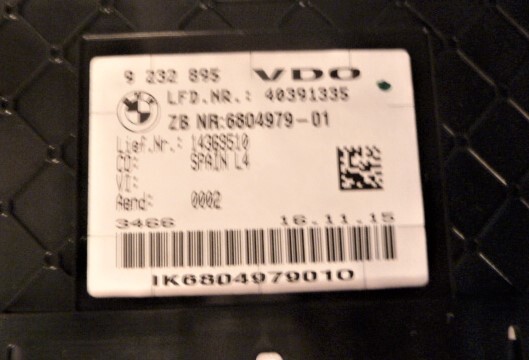 9 232 895 VDO
LFD.NR.: 40391335
ZB NR:6804979-01
Lief.Nr.: 14369510
CO: SPAIN L4
VI:
Aend: 0002
3466 16.11.15
IK6804979010